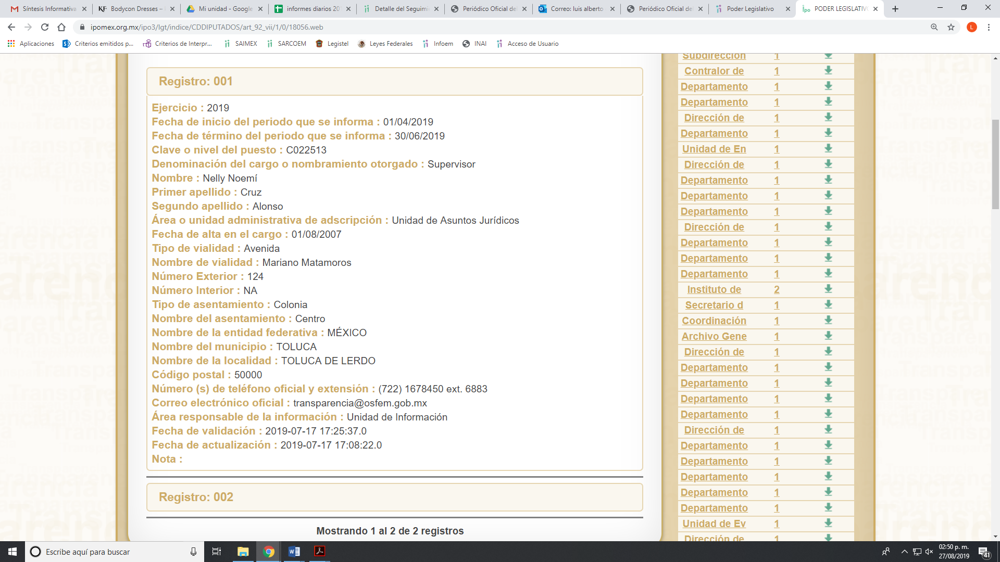 Síntesis Informativa
Bodycon Dresses –
Mi unidad - Google
informes diarios 201
Detalle del Seguimi
Periódico Oficial del
Correo: luis alberto
Periódico Oficial del
Poder Legislativo
PODER LEGISLATIVO
ipomex.org.mx/ipo3/lgt/indice/CDDIPUTADOS/art_92_vii/1/0/18056.web
L
Aplicaciones
Criterios emitidos p...
Criterios de Interpr...
SAIMEX
SARCOEM
Legistel
Leyes Federales
Infoem
INAI
Acceso de Usuario
Registro: 001
Ejercicio : 2019
Fecha de inicio del periodo que se informa : 01/04/2019
Fecha de término del periodo que se informa : 30/06/2019
Clave o nivel del puesto : C022513
Denominación del cargo o nombramiento otorgado : Supervisor
Nombre : Nelly Noemí
Primer apellido : Cruz
Segundo apellido : Alonso
Área o unidad administrativa de adscripción : Unidad de Asuntos Jurídicos
Fecha de alta en el cargo : 01/08/2007
Tipo de vialidad : Avenida
Nombre de vialidad : Mariano Matamoros
Número Exterior : 124
Número Interior : NA
Tipo de asentamiento : Colonia
Nombre del asentamiento : Centro
Nombre de la entidad federativa : MÉXICO
Nombre del municipio : TOLUCA
Nombre de la localidad : TOLUCA DE LERDO
Código postal : 50000
Número (s) de teléfono oficial y extensión : (722) 1678450 ext. 6883
Correo electrónico oficial : transparencia@osfem.gob.mx
Área responsable de la información : Unidad de Información
Fecha de validación : 2019-07-17 17:25:37.0
Fecha de actualización : 2019-07-17 17:08:22.0
Nota :
Registro: 002
Mostrando 1 al 2 de 2 registros
Subdirección 1
Contralor de 1
Departamento 1
Departamento 1
Dirección de 1
Departamento 1
Unidad de En 1
Dirección de 1
Departamento 1
Departamento 1
Departamento 1
Dirección de 1
Departamento 1
Departamento 1
Departamento 1
Instituto de 2
Secretario d 1
Coordinación 1
Archivo Gene 1
Dirección de 1
Departamento 1
Departamento 1
Departamento 1
Departamento 1
Dirección de 1
Departamento 1
Departamento 1
Departamento 1
Departamento 1
Departamento 1
Unidad de Ev 1
Dirección de 1
Escribe aquí para buscar
02:50 p. m.
27/08/2019
41